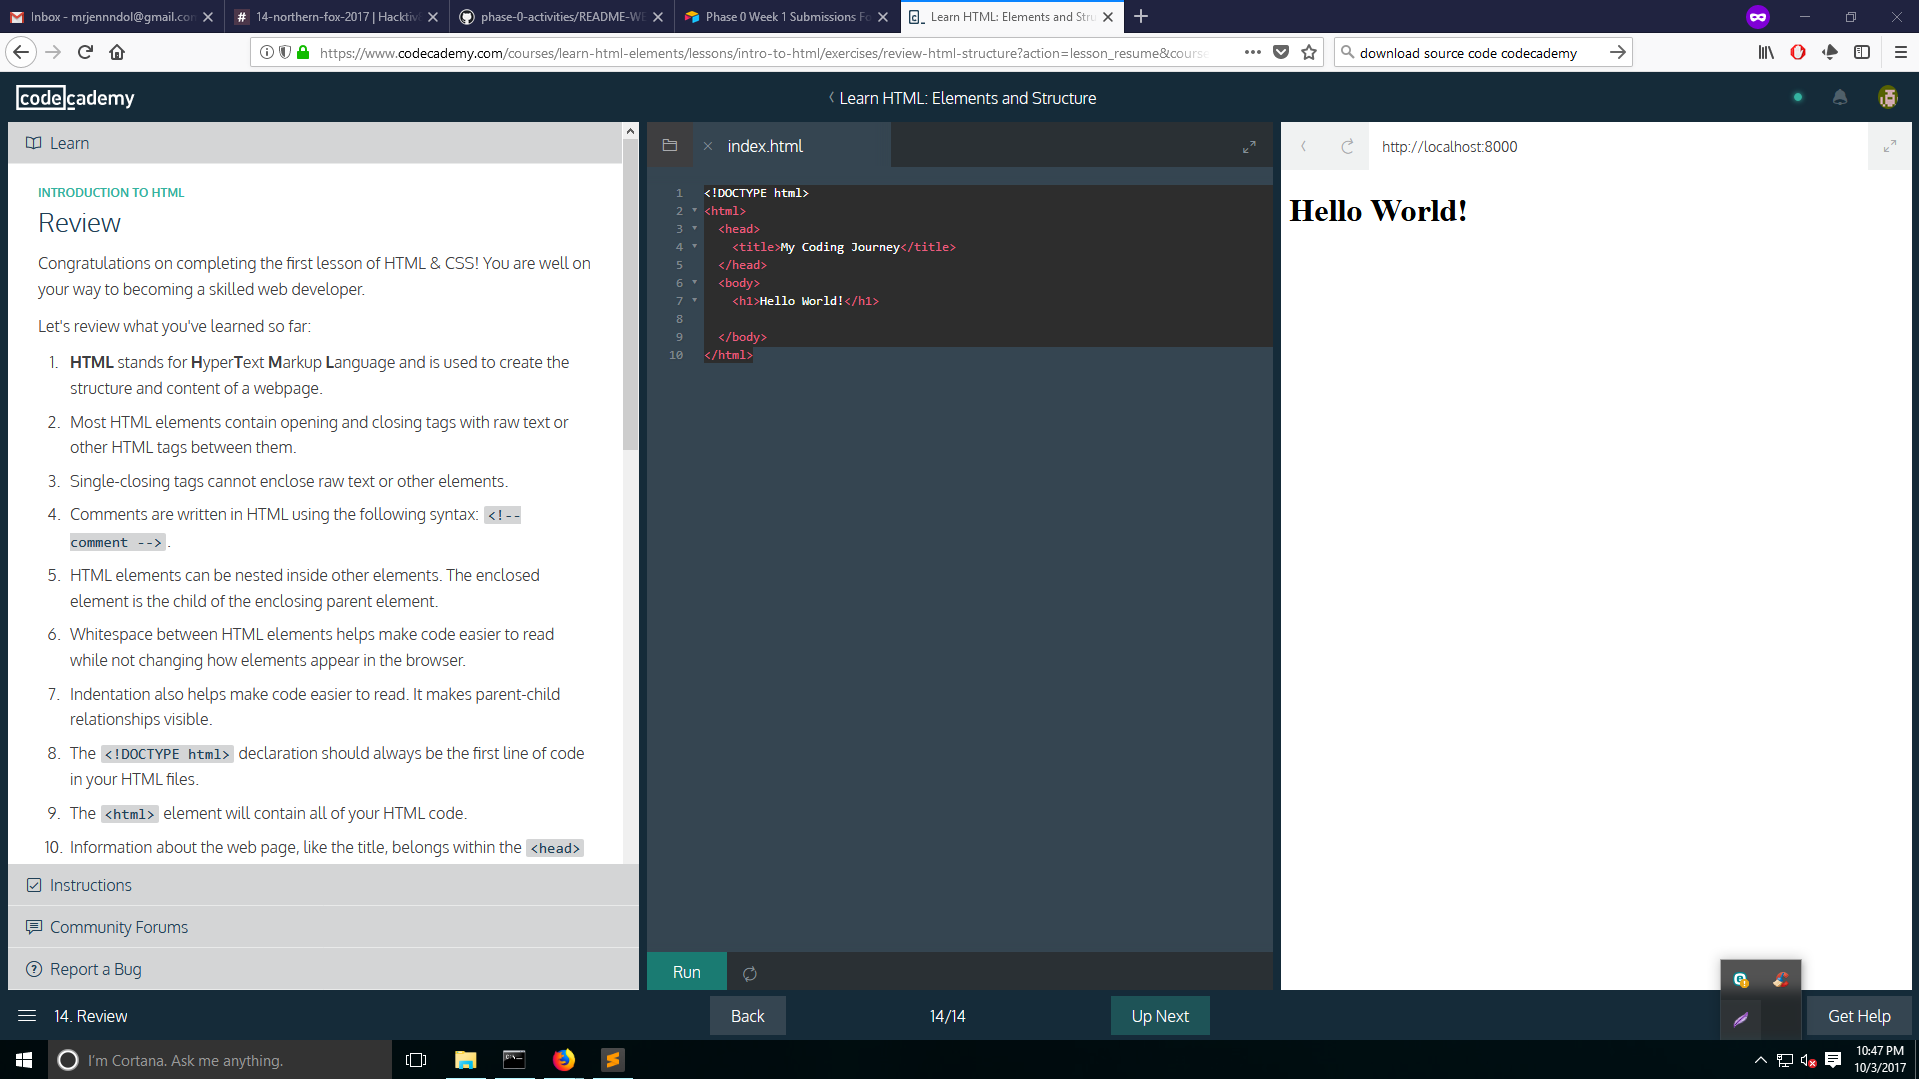 Inbox - mrjennndol@gmail.co
14-northern-fox-2017 | Hacktiv
phase-0-activities/README-WE
Phase 0 Week 1 Submissions Fo
Learn HTML: Elements and Stru
https://www.codecademy.com/courses/learn-html-elements/lessons/intro-to-html/exercises/review-html-structure?action=lesson_resume&cours
download source code codecademy
codecademy
Learn HTML: Elements and Structure
Learn
INTRODUCTION TO HTML
Review
Congratulations on completing the first lesson of HTML & CSS! You are well on
your way to becoming a skilled web developer.
Let's review what you've learned so far:
1. HTML stands for HyperText Markup Language and is used to create the
structure and content of a webpage.
2. Most HTML elements contain opening and closing tags with raw text or
other HTML tags between them.
3. Single-closing tags cannot enclose raw text or other elements.
4. Comments are written in HTML using the following syntax: <!--
comment -->.
5. HTML elements can be nested inside other elements. The enclosed
element is the child of the enclosing parent element.
6. Whitespace between HTML elements helps make code easier to read
while not changing how elements appear in the browser.
7. Indentation also helps make code easier to read. It makes parent-child
relationships visible.
8. The <!DOCTYPE html> declaration should always be the first line of code
in your HTML files.
9. The <html> element will contain all of your HTML code.
10. Information about the web page, like the title, belongs within the <head>
Instructions
Community Forums
Report a Bug
index.html
1 <!DOCTYPE html>
2 <html>
3 <head>
4 <title>My Coding Journey</title>
5 </head>
6 <body>
7 <h1>Hello World!</h1>
8
9 </body>
10 </html>
Run
http://localhost:8000
Hello World!
14. Review
Back
14/14
Up Next
Get Help
I'm Cortana. Ask me anything.
10:47 PM
10/3/2017